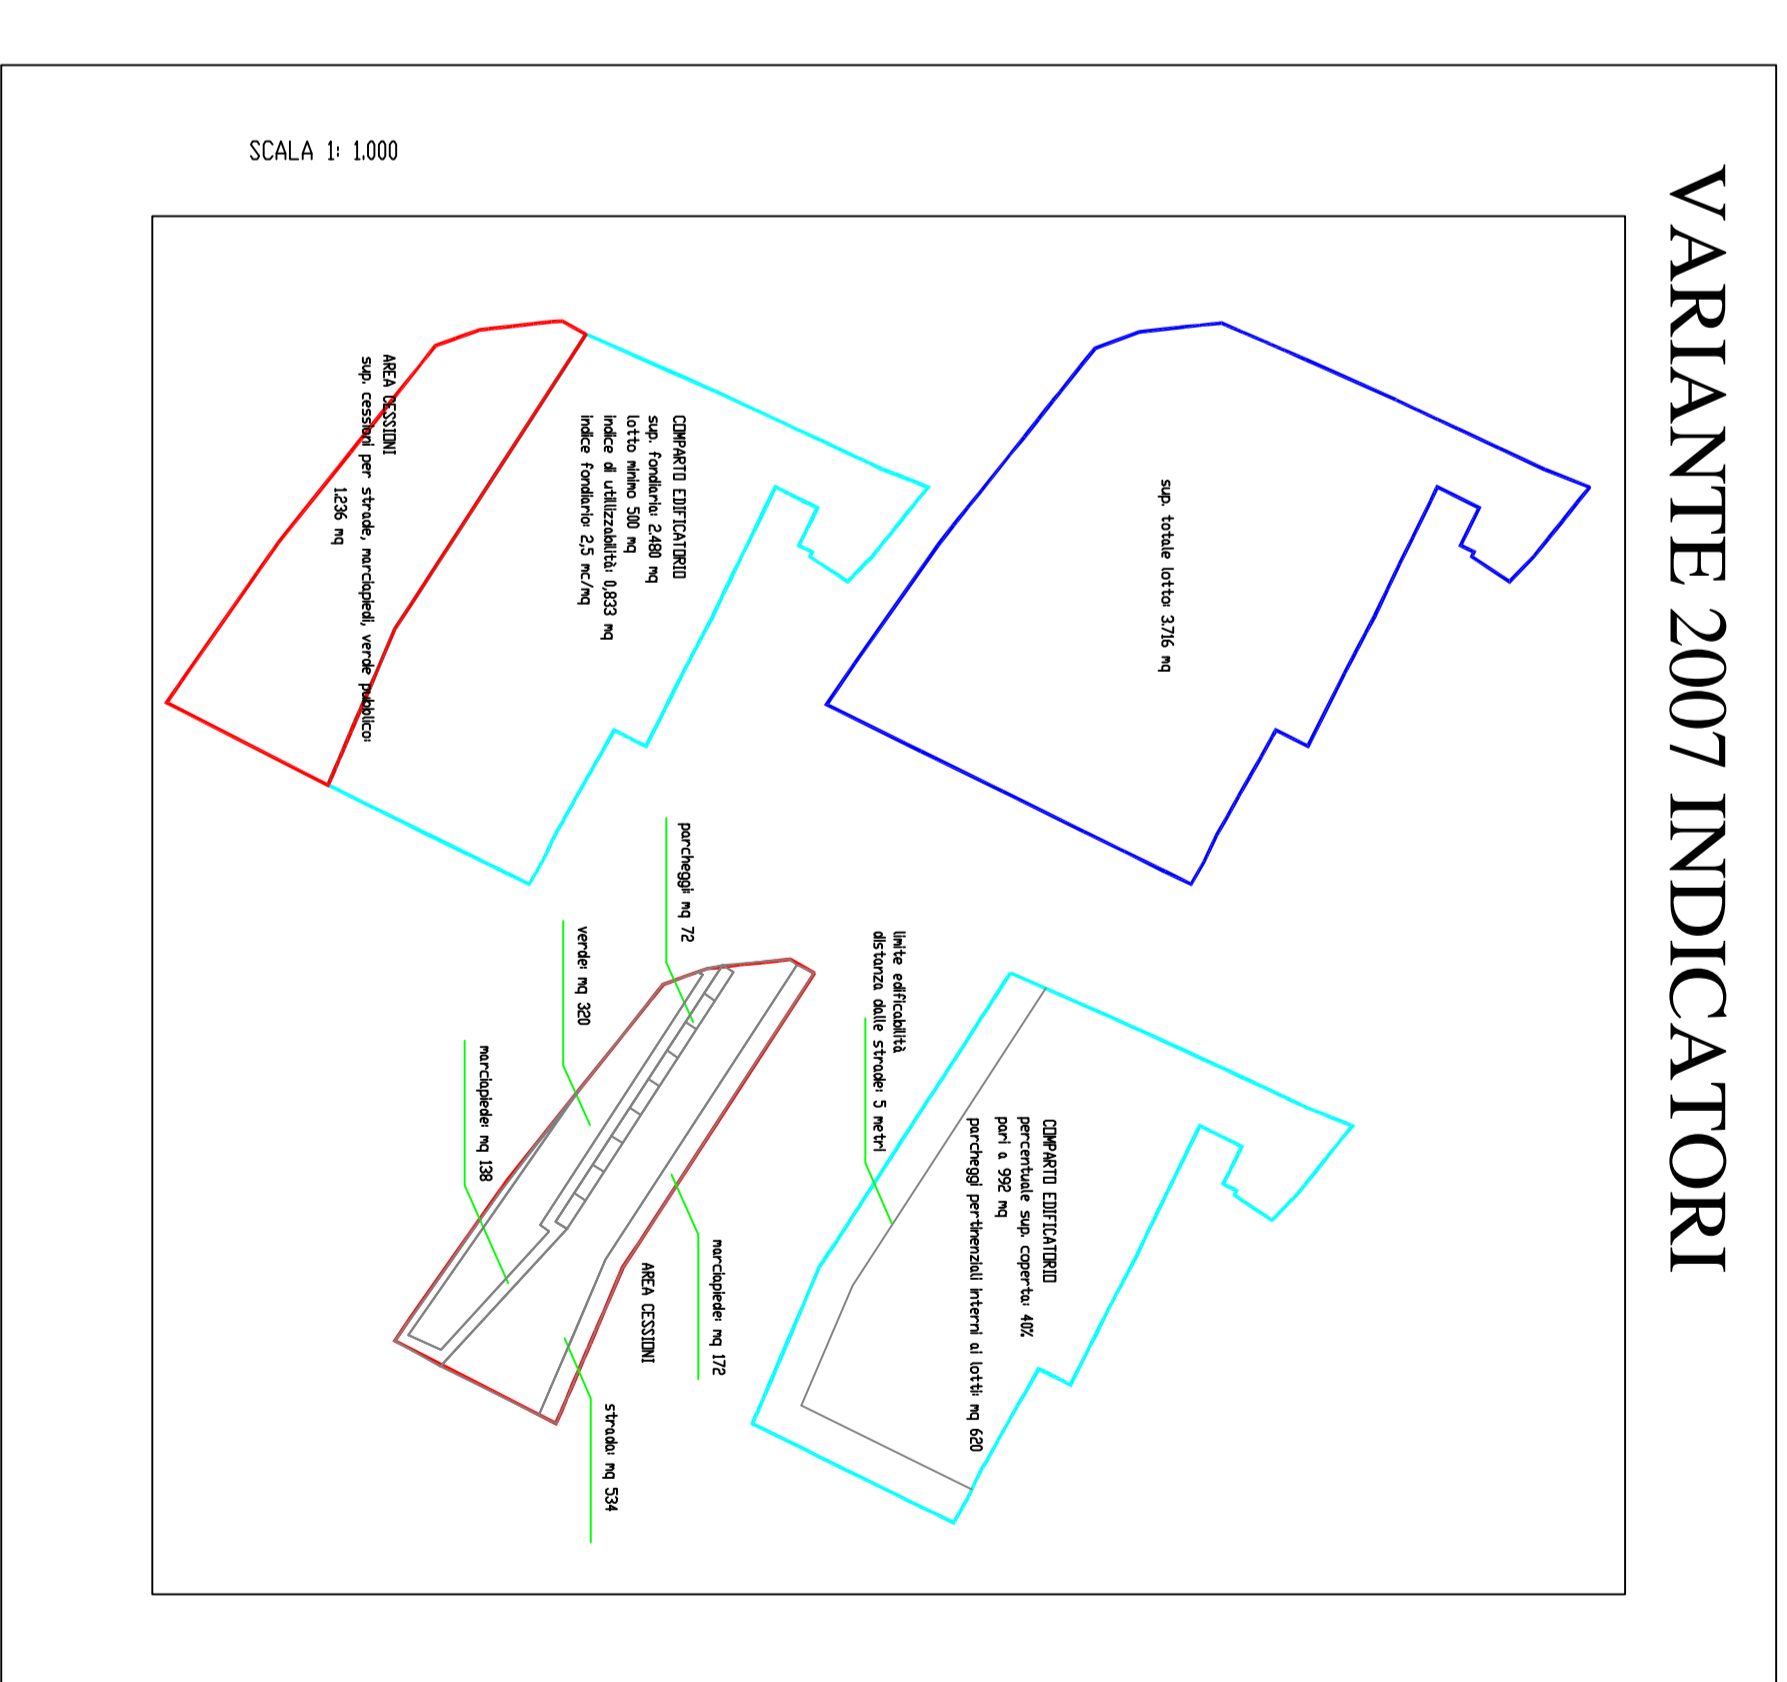 VARIANTE 2007 INDICATORI
SCALA 1: 1.000
sup. totale lotto: 3.716 mq
COMPARTO EDIFICATORIO
sup. fondiaria: 2.480 mq
lotto minimo 500 mq
indice di utilizzabilità: 0,833 mq
indice fondiario: 2,5 mc/mq
AREA CESSIONI
sup. cessioni per strade, marciapiedi, verde pubblico:
1.236 mq
COMPARTO EDIFICATORIO
percentuale sup. coperta: 40%
pari a 992 mq
parcheggi pertinenziali interni ai lotti: mq 620
limite edificabilità
distanza dalle strade: 5 metri
parcheggi: mq 72
verde: mq 320
marciapiede: mq 138
marciapiede: mq 172
AREA CESSIONI
strada: mq 534